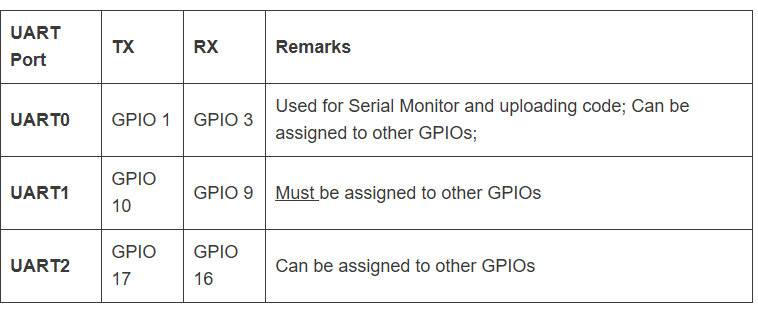 UART Port TX RX Remarks
UART0 GPIO 1 GPIO 3 Used for Serial Monitor and uploading code; Can be assigned to other GPIOs;
UART1 GPIO 10 GPIO 9 Must be assigned to other GPIOs
UART2 GPIO 17 GPIO 16 Can be assigned to other GPIOs